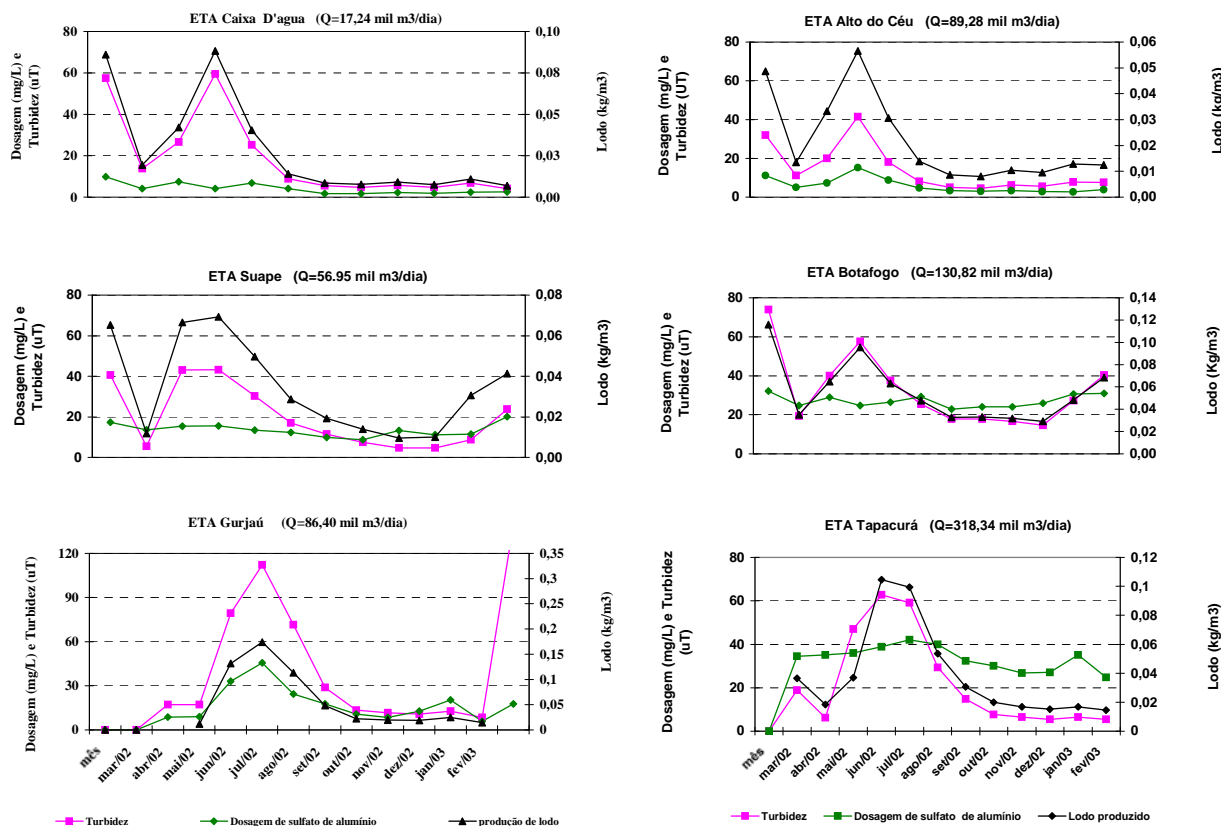 ETA Caixa D'agua (Q=17,24 mil m3/dia)
Dosagem (mg/L) e
Turbidez (uT)
80
60
40
20
0
0,10
0,08
0,05
0,03
0,00
Lodo (kg/m3)
ETA Alto do Céu (Q=89,28 mil m3/dia)
Dosagem (mg/L) e
Turbidez (UT)
80
60
40
20
0
0,06
0,05
0,04
0,03
0,02
0,01
0,00
Lodo (kg/m3)
ETA Suape (Q=56.95 mil m3/dia)
Dosagem (mg/L) e
Turbidez (uT)
80
60
40
20
0
0,08
0,06
0,04
0,02
0,00
Lodo (kg/m3)
ETA Botafogo (Q=130,82 mil m3/dia)
Dosagem (mg/L) e
Turbidez (uT)
80
60
40
20
0
0,14
0,12
0,10
0,08
0,06
0,04
0,02
0,00
Lodo (Kg/m3)
ETA Gurjaú (Q=86,40 mil m3/dia)
Dosagem (mg/L) e Turbidez (uT)
120
90
60
30
0
0,35
0,3
0,25
0,2
0,15
0,1
0,05
0
Lodo (kg/m3)
mês
mar/02
abr/02
mai/02
jun/02
jul/02
ago/02
set/02
out/02
nov/02
dez/02
jan/03
fev/03
Turbidez
Dosagem de sulfato de alumínio
produção de lodo
ETA Tapacurá (Q=318,34 mil m3/dia)
Dosagem (mg/L) e Turbidez
(uT)
80
60
40
20
0
0,12
0,1
0,08
0,06
0,04
0,02
0
Lodo (kg/m3)
mês
mar/02
abr/02
mai/02
jun/02
jul/02
ago/02
set/02
out/02
nov/02
dez/02
jan/03
fev/03
Turbidez
Dosagem de sulfato de alumínio
Lodo produzido